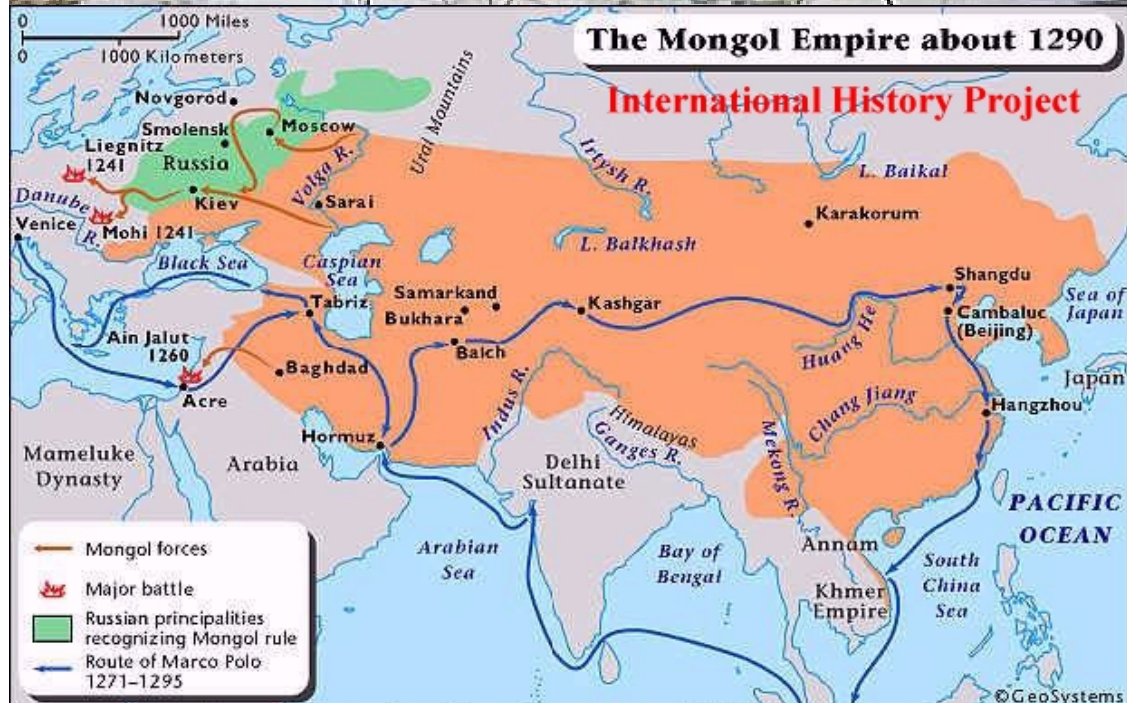 0 1000 Miles
0 1000 Kilometers
The Mongol Empire about 1290
International History Project
Novgorod
Smolensk
Moscow
Liegnitz
1241
Russia
Ural Mountains
Volga R.
Irtysh R.
L. Baikal
Danube
R.
Kiev
Sarai
Karakorum
Venice
Mohi 1241
L. Balkhash
Black Sea
Caspian
Sea
Shangdu
Tabriz
Samarkand
Bukhara
Kashgar
Sea of
Japan
Cambaluc
(Beijing)
Huang He
Ain Jalut
1260
Balch
Baghdad
Japan
Acre
Indus R.
Chang Jiang
Hangzhou
Hormuz
Himalayas
Ganges R.
Mekong R.
Mameluke
Dynasty
Arabia
Delhi
Sultanate
PACIFIC
OCEAN
Mongol forces
Arabian
Sea
Bay of
Bengal
Annam
South
China
Sea
Major battle
Khmer
Empire
Russian principalities
recognizing Mongol rule
Route of Marco Polo
1271–1295
©GeoSystems